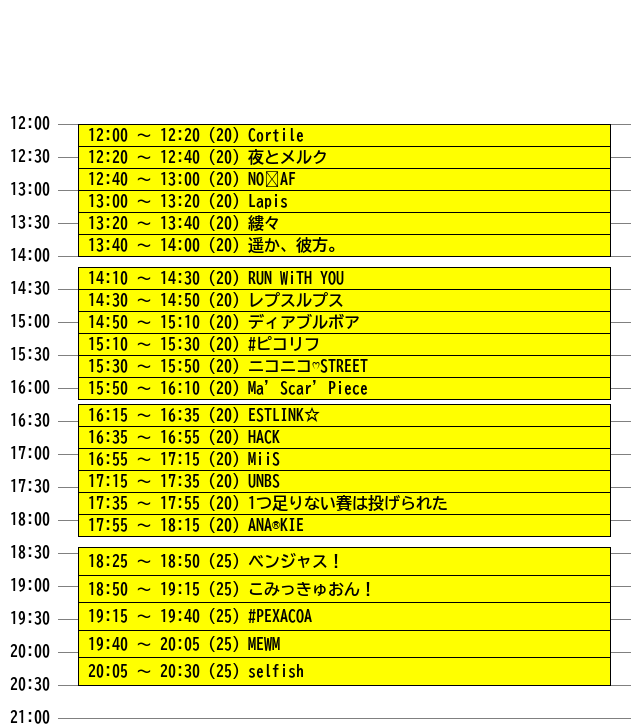 12:00
12:00 ～ 12:20 (20) Cortile
12:30
12:20 ～ 12:40 (20) 夜とメルク
12:40 ～ 13:00 (20) NO☒AF
13:00
13:00 ～ 13:20 (20) Lapis
13:30
13:20 ～ 13:40 (20) 纓々
13:40 ～ 14:00 (20) 遥か、彼方。
14:00
14:10 ～ 14:30 (20) RUN WiTH YOU
14:30
14:30 ～ 14:50 (20) レプスルプス
15:00
14:50 ～ 15:10 (20) ディアブルボア
15:10 ～ 15:30 (20) #ピコリフ
15:30
15:30 ～ 15:50 (20) ニコニコ♡STREET
16:00
15:50 ～ 16:10 (20) Ma' Scar' Piece
16:15 ～ 16:35 (20) ESTLINK☆
16:30
16:35 ～ 16:55 (20) HACK
17:00
16:55 ～ 17:15 (20) MiiS
17:15 ～ 17:35 (20) UNBS
17:30
17:35 ～ 17:55 (20) 1つ足りない賽は投げられた
18:00
17:55 ～ 18:15 (20) ANA®KIE
18:30
18:25 ～ 18:50 (25) ベンジャス！
19:00
18:50 ～ 19:15 (25) こみっきゅおん！
19:30
19:15 ～ 19:40 (25) #PEXACOA
20:00
19:40 ～ 20:05 (25) MEWM
20:05 ～ 20:30 (25) selfish
20:30
21:00